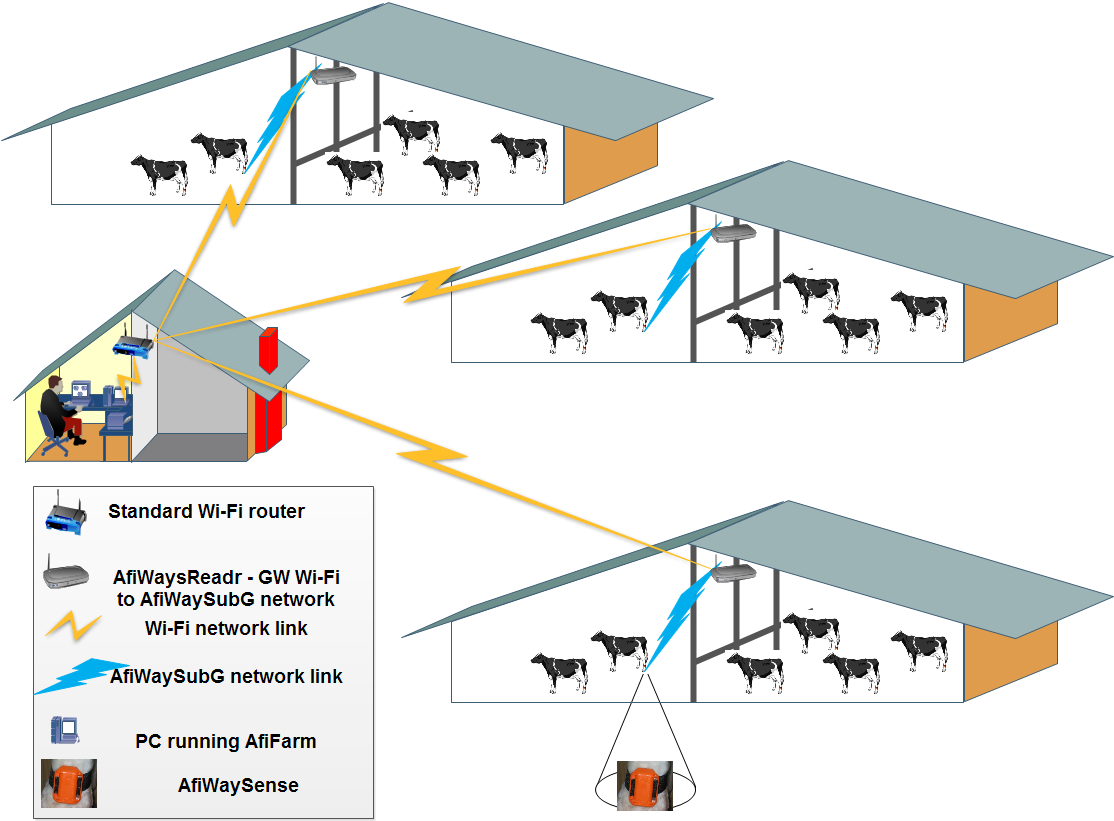 Standard Wi-Fi router
AfiWaysReadr - GW Wi-Fi
to AfiWaySubG network
Wi-Fi network link
AfiWaySubG network link
PC running AfiFarm
AfiWaySense